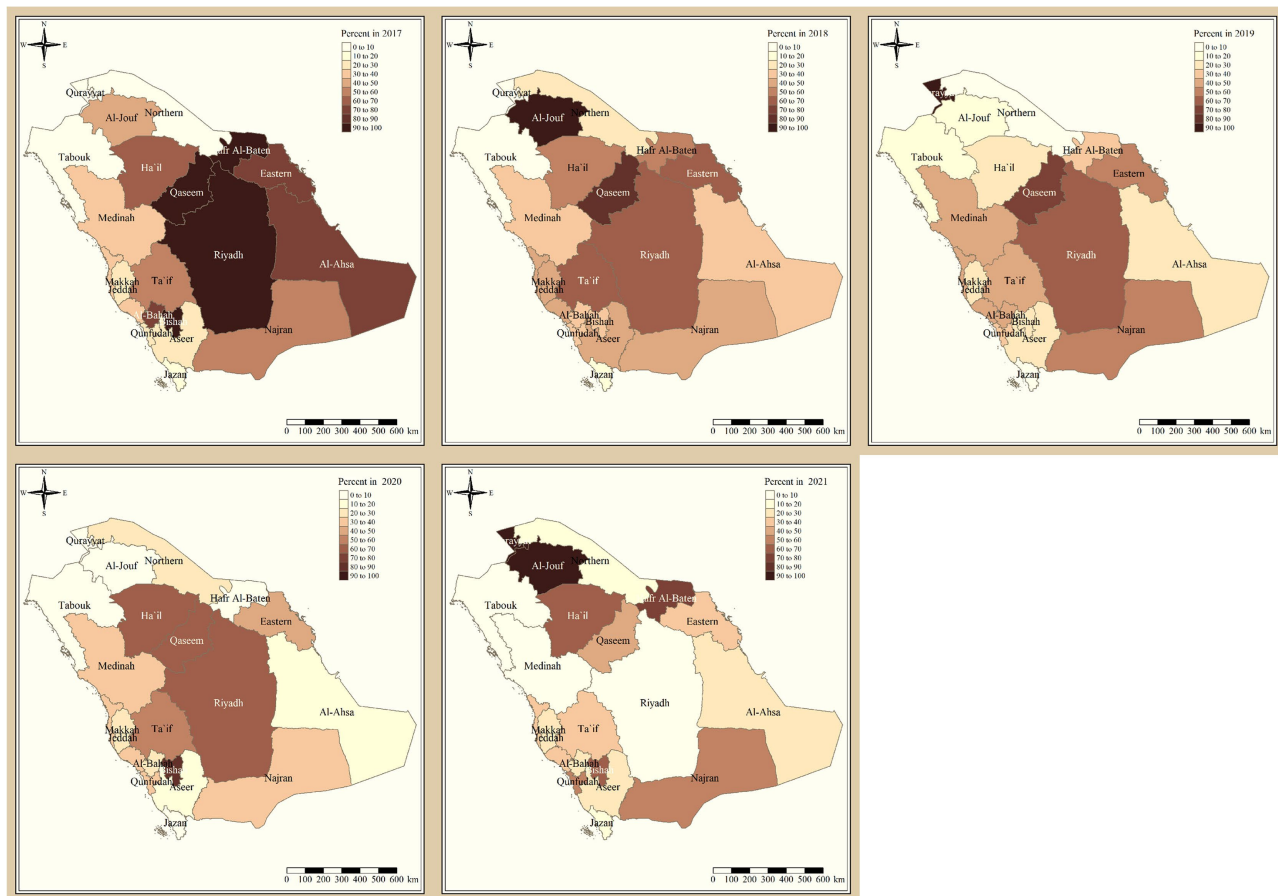 N
W E
S
Percent in 2017
0 to 10
10 to 20
20 to 30
30 to 40
40 to 50
50 to 60
60 to 70
70 to 80
80 to 90
90 to 100
Qurayyat
Al-Jouf
Northern
Tabouk
Ha`il
afr Al-Baten
Eastern
Qaseem
Medinah
Riyadh
Al-Ahsa
Makkah
Jeddah
Ta`if
Al-Bahah
Bishah
Qunfudah
Aseer
Najran
Jazan
0 100 200 300 400 500 600 km
N
W E
S
Percent in 2018
0 to 10
10 to 20
20 to 30
30 to 40
40 to 50
50 to 60
60 to 70
70 to 80
80 to 90
90 to 100
Qurayyat
Al-Jouf
Northern
Tabouk
Ha`il
Hafr Al-Baten
Eastern
Qaseem
Medinah
Riyadh
Al-Ahsa
Makkah
Jeddah
Ta`if
Al-Bahah
Bishah
Qunfudah
Aseer
Najran
Jazan
0 100 200 300 400 500 600 km
N
W E
S
Percent in 2019
0 to 10
10 to 20
20 to 30
30 to 40
40 to 50
50 to 60
60 to 70
70 to 80
80 to 90
90 to 100
Al-Jouf
Northern
Tabouk
Ha`il
Hafr Al-Baten
Eastern
Qaseem
Medinah
Riyadh
Al-Ahsa
Makkah
Jeddah
Ta`if
Al-Bahah
Bishah
Qunfudah
Aseer
Najran
Jazan
0 100 200 300 400 500 600 km
N
W E
S
Percent in 2020
0 to 10
10 to 20
20 to 30
30 to 40
40 to 50
50 to 60
60 to 70
70 to 80
80 to 90
90 to 100
Qurayyat
Al-Jouf
Northern
Tabouk
Ha`il
Hafr Al-Baten
Eastern
Qaseem
Medinah
Riyadh
Al-Ahsa
Makkah
Jeddah
Ta`if
Al-Bahah
Bishah
Qunfudah
Aseer
Najran
Jazan
0 100 200 300 400 500 600 km
N
W E
S
Percent in 2021
0 to 10
10 to 20
20 to 30
30 to 40
40 to 50
50 to 60
60 to 70
70 to 80
80 to 90
90 to 100
Al-Jouf
Northern
Tabouk
Ha`il
afr Al-Baten
Eastern
Qaseem
Medinah
Riyadh
Al-Ahsa
Makkah
Jeddah
Ta`if
Al-Bahah
Bishah
Qunfudah
Aseer
Najran
Jazan
0 100 200 300 400 500 600 km